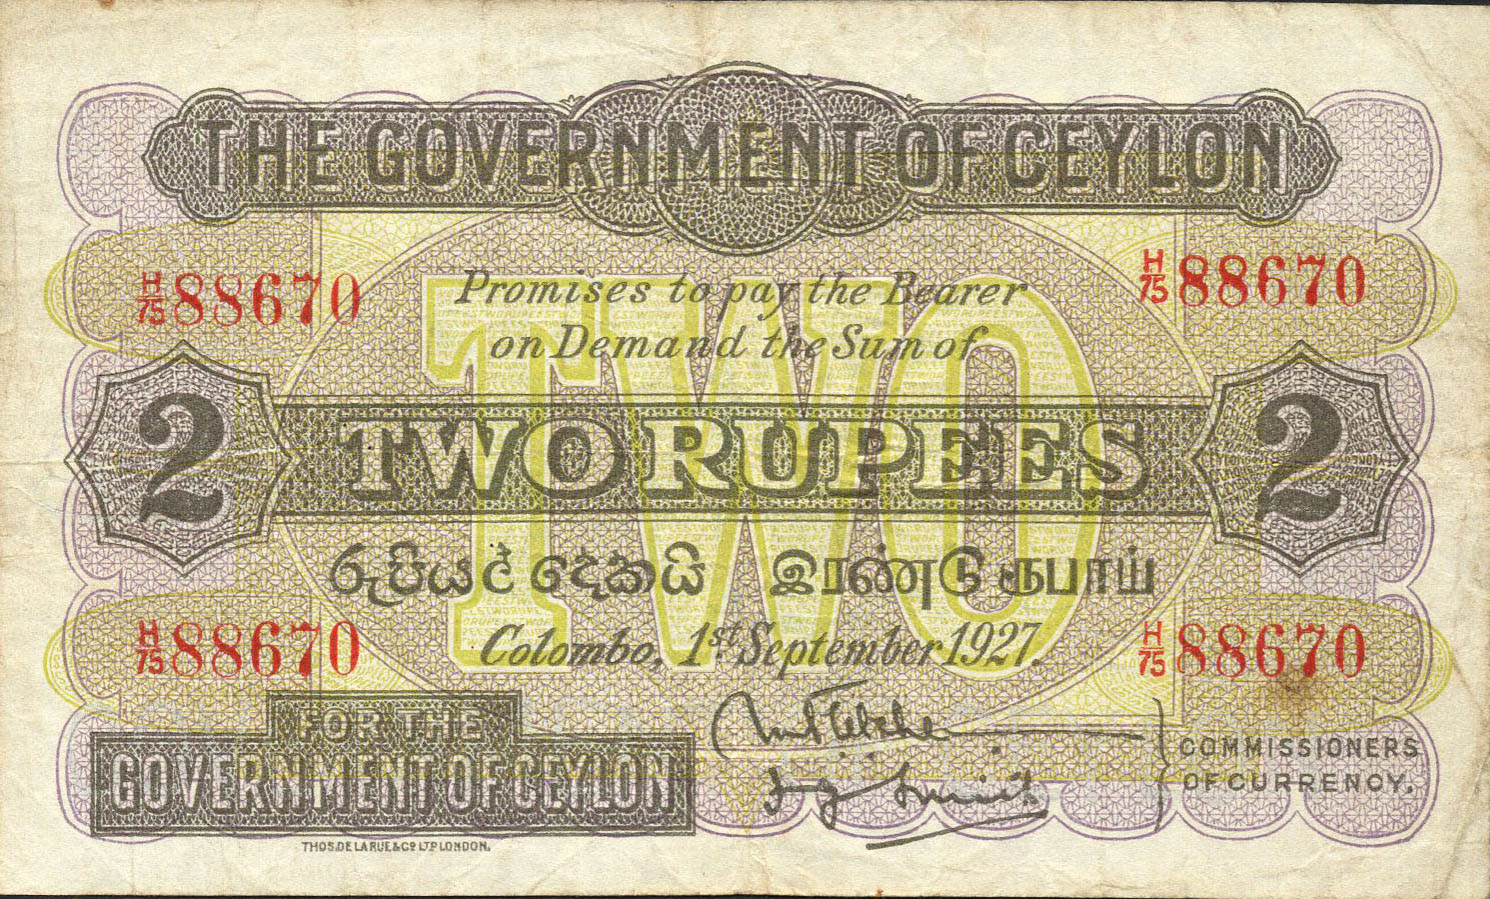 THE GOVERNMENT OF CEYLON
H/75 88670
H/75 88670
Promises to pay the Bearer
on Demand the Sum of
TWO
2
TWO RUPEES
2
රුපියල් දෙකයි இரண்டு ரூபாய்
H/75 88670
H/75 88670
Colombo, 1st September 1927.
FOR THE
GOVERNMENT OF CEYLON
COMMISSIONERS
OF CURRENCY.
THOS. DE LA RUE & CO. LTD. LONDON.